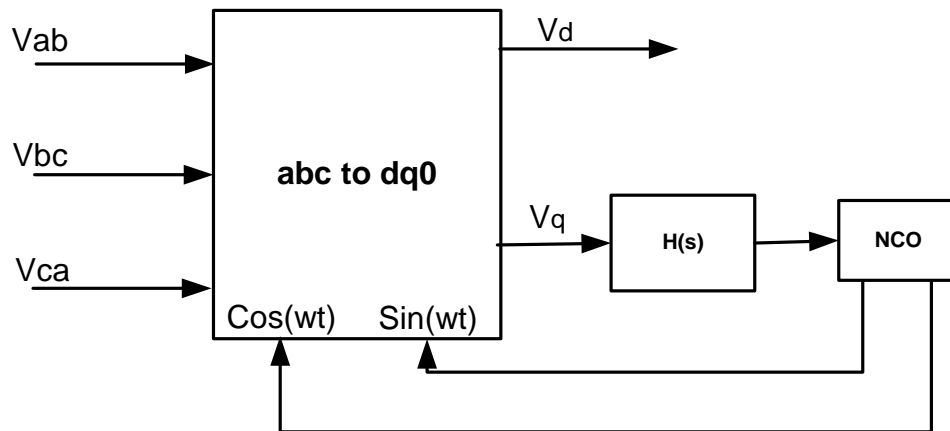 Vab
Vd
Vbc
abc to dq0
Vq
H(s)
NCO
Vca
Cos(wt)
Sin(wt)